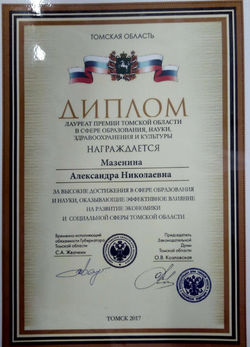 ТОМСКАЯ ОБЛАСТЬ
ДИПЛОМ
ЛАУРЕАТ ПРЕМИИ ТОМСКОЙ ОБЛАСТИ
В СФЕРЕ ОБРАЗОВАНИЯ, НАУКИ,
ЗДРАВООХРАНЕНИЯ И КУЛЬТУРЫ
НАГРАЖДАЕТСЯ
Мазенина
Александра Николаевна
ЗА ВЫСОКИЕ ДОСТИЖЕНИЯ В СФЕРЕ ОБРАЗОВАНИЯ
И НАУКИ, ОКАЗЫВАЮЩИЕ ЭФФЕКТИВНОЕ ВЛИЯНИЕ
НА РАЗВИТИЕ ЭКОНОМИКИ
И СОЦИАЛЬНОЙ СФЕРЫ ТОМСКОЙ ОБЛАСТИ
Временно исполняющий
обязанности Губернатора
Томской области
С.А. Жвачкин
Председатель
Законодательной
Думы
Томской области
О.В. Козловская
ТОМСК 2017